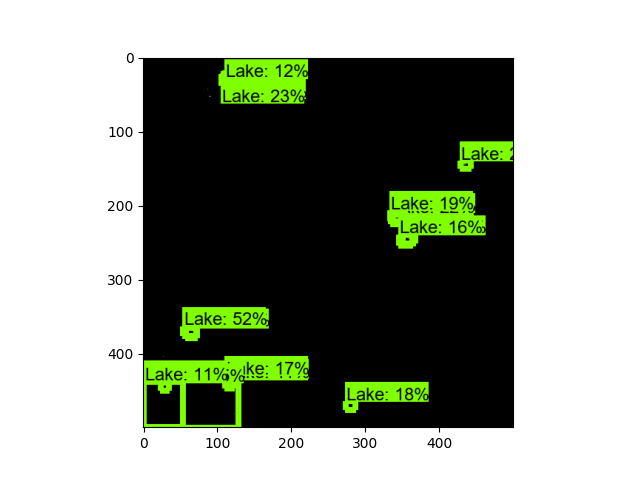 0
Lake: 12%
Lake: 23%
100
Lake:
200
Lake: 19%
Lake: 16%
300
Lake: 52%
400
Lake: 17%
Lake: 11%
Lake: 18%
0 100 200 300 400